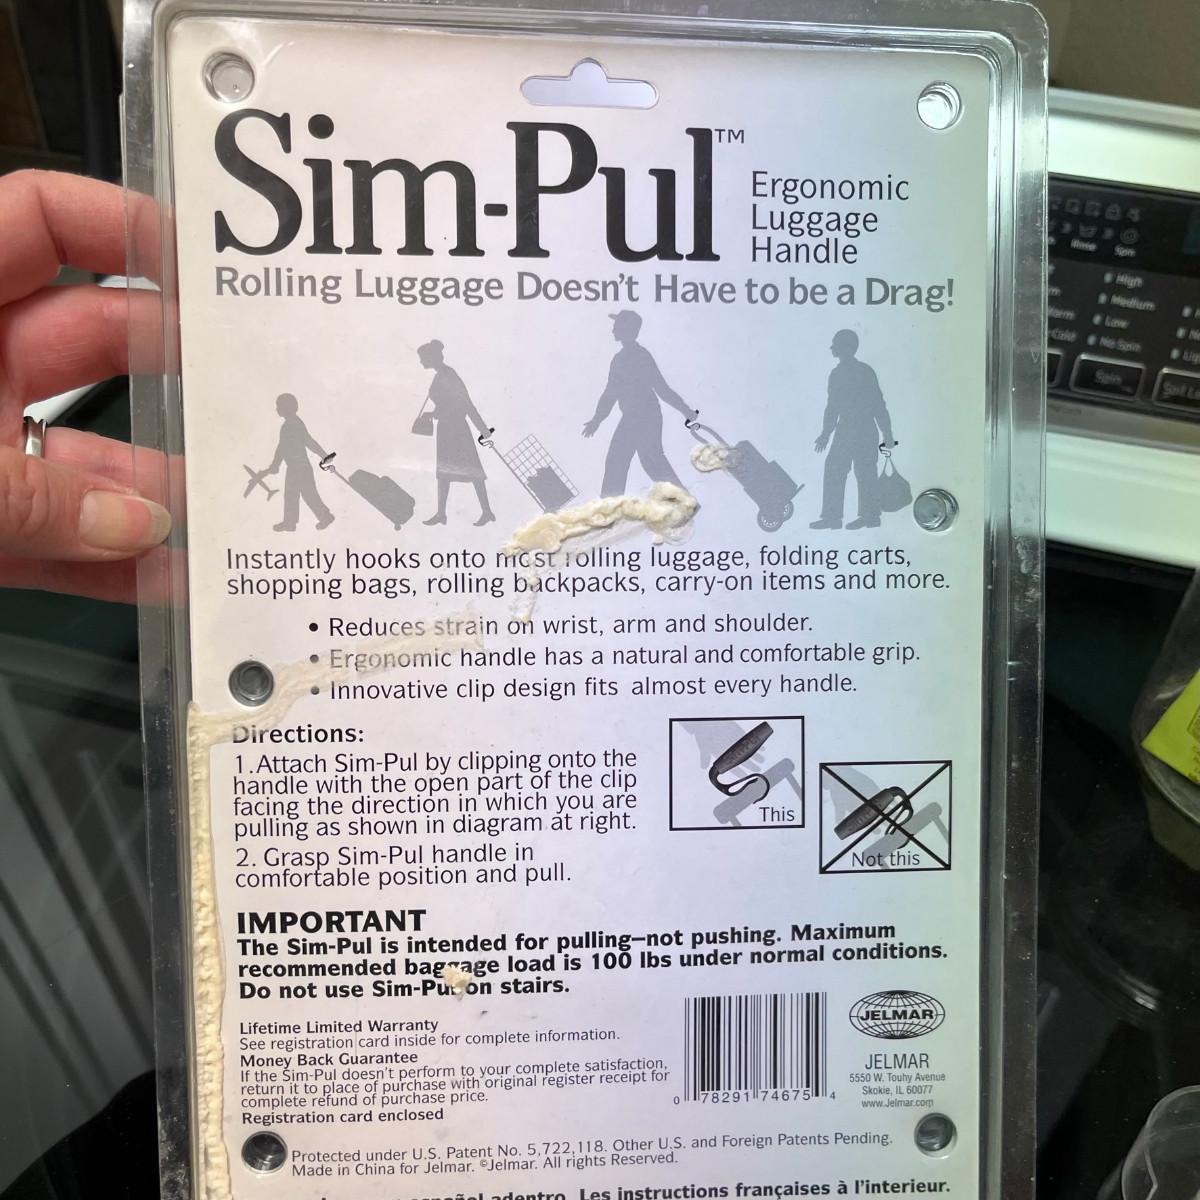 Sim-Pul™
Ergonomic
Luggage
Handle
Rolling Luggage Doesn't Have to be a Drag!
Instantly hooks onto most rolling luggage, folding carts,
shopping bags, rolling backpacks, carry-on items and more.
• Reduces strain on wrist, arm and shoulder.
• Ergonomic handle has a natural and comfortable grip.
• Innovative clip design fits almost every handle.
Directions:
1. Attach Sim-Pul by clipping onto the
handle with the open part of the clip
facing the direction in which you are
pulling as shown in diagram at right.
2. Grasp Sim-Pul handle in
comfortable position and pull.
This
Not this
IMPORTANT
The Sim-Pul is intended for pulling—not pushing. Maximum
recommended baggage load is 100 lbs under normal conditions.
Do not use Sim-Pul on stairs.
Lifetime Limited Warranty
See registration card inside for complete information.
Money Back Guarantee
If the Sim-Pul doesn't perform to your complete satisfaction,
return it to place of purchase with original register receipt for
complete refund of purchase price.
Registration card enclosed
0 78291 74675 4
JELMAR
JELMAR
5550 W. Touhy Avenue
Skokie, IL 60077
www.Jelmar.com
Protected under U.S. Patent No. 5,722,118. Other U.S. and Foreign Patents Pending.
Made in China for Jelmar. ©Jelmar. All rights Reserved.
español adentro. Les instructions françaises à l'interieur.
Rinse Spin
High
Medium
Low
No Spin
Spin